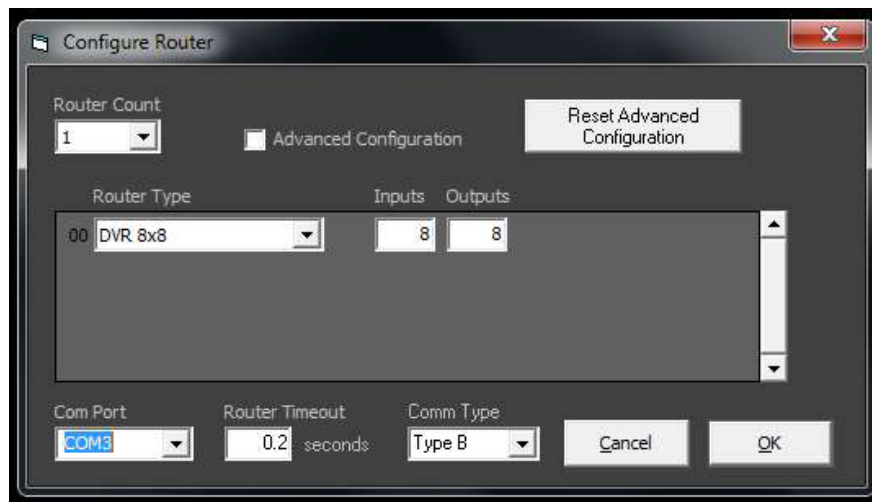 Configure Router
Router Count
1
Advanced Configuration
Reset Advanced
Configuration
Router Type Inputs Outputs
00 DVR 8x8 8 8
Com Port Router Timeout Comm Type
COM3 0.2 seconds Type B Cancel OK